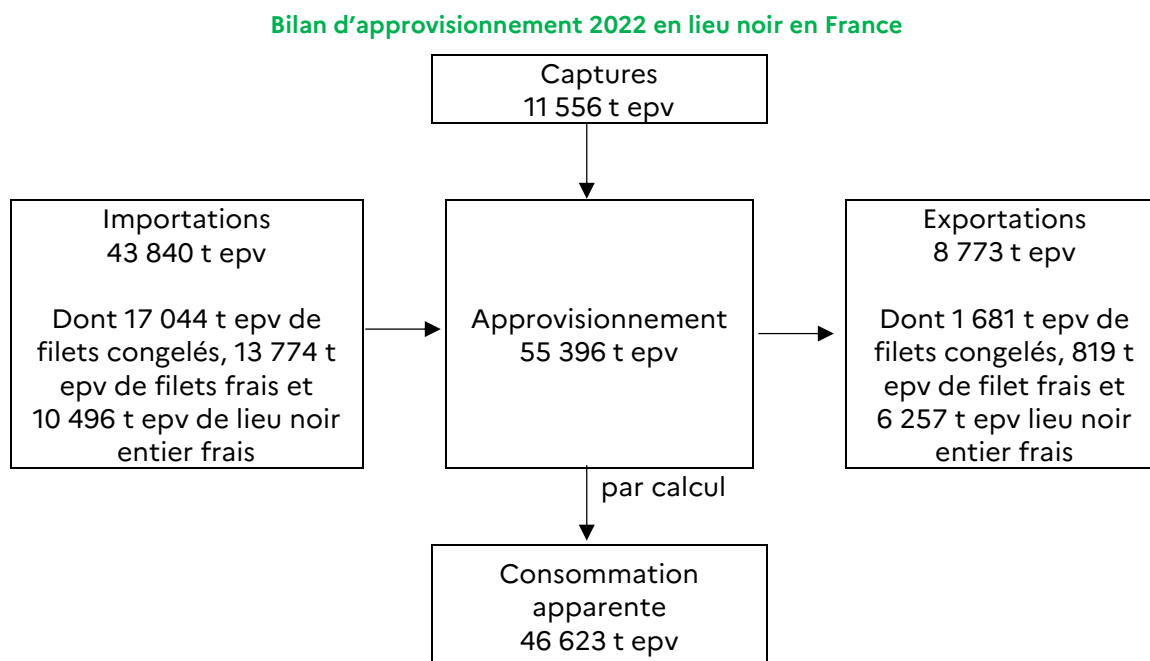 Bilan d’approvisionnement 2022 en lieu noir en France
Captures
11 556 t epv
Importations
43 840 t epv
Dont 17 044 t epv de
filets congelés, 13 774 t
epv de filets frais et
10 496 t epv de lieu noir
entier frais
Approvisionnement
55 396 t epv
Exportations
8 773 t epv
Dont 1 681 t epv de
filets congelés, 819 t
epv de filet frais et
6 257 t epv lieu noir
entier frais
par calcul
Consommation
apparente
46 623 t epv